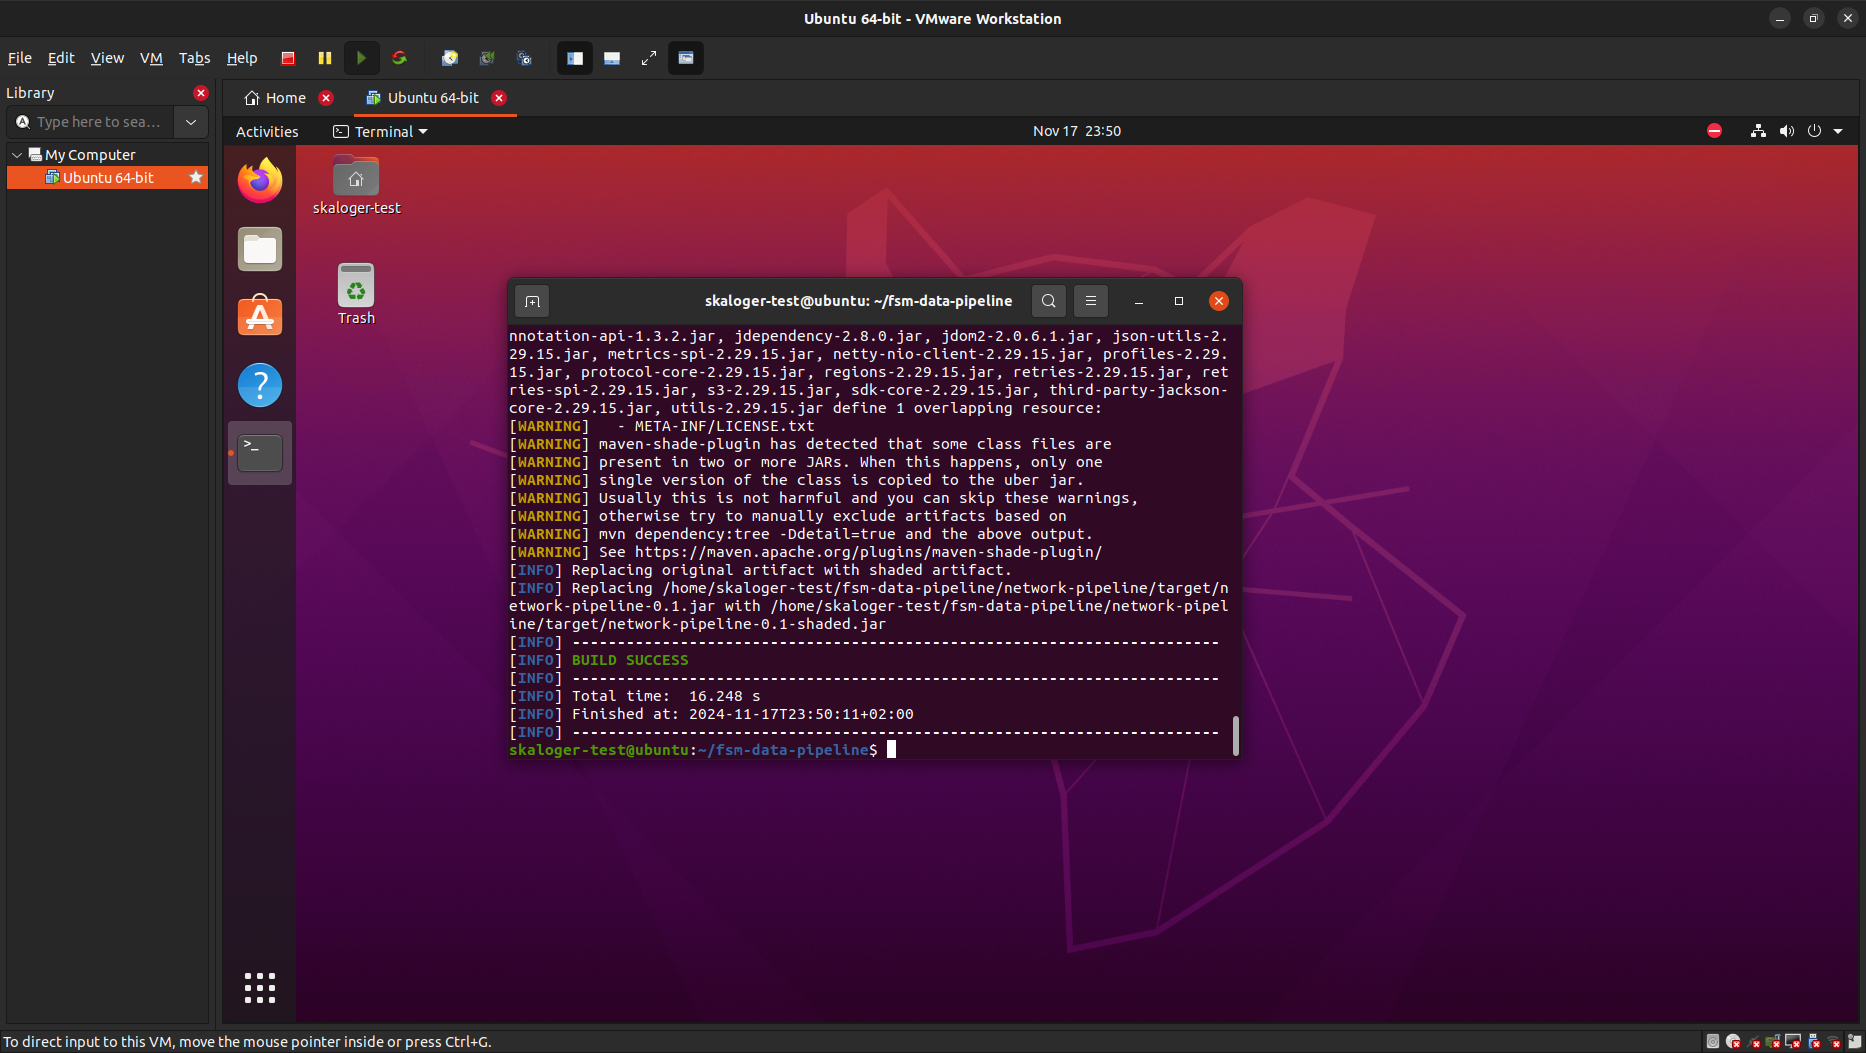 Ubuntu 64-bit - VMware Workstation
File Edit View VM Tabs Help
Library
Type here to sea...
My Computer
Ubuntu 64-bit
Home
Ubuntu 64-bit
Activities
Terminal
Nov 17 23:50
skaloger-test
Trash
skaloger-test@ubuntu: ~/fsm-data-pipeline
nnotation-api-1.3.2.jar, jdependency-2.8.0.jar, jdom2-2.0.6.1.jar, json-utils-2.
29.15.jar, metrics-spi-2.29.15.jar, netty-nio-client-2.29.15.jar, profiles-2.29.
15.jar, protocol-core-2.29.15.jar, regions-2.29.15.jar, retries-2.29.15.jar, ret
ries-spi-2.29.15.jar, s3-2.29.15.jar, sdk-core-2.29.15.jar, third-party-jackson-
core-2.29.15.jar, utils-2.29.15.jar define 1 overlapping resource:
[WARNING]   - META-INF/LICENSE.txt
[WARNING] maven-shade-plugin has detected that some class files are
[WARNING] present in two or more JARs. When this happens, only one
[WARNING] single version of the class is copied to the uber jar.
[WARNING] Usually this is not harmful and you can skip these warnings,
[WARNING] otherwise try to manually exclude artifacts based on
[WARNING] mvn dependency:tree -Ddetail=true and the above output.
[WARNING] See https://maven.apache.org/plugins/maven-shade-plugin/
[INFO] Replacing original artifact with shaded artifact.
[INFO] Replacing /home/skaloger-test/fsm-data-pipeline/network-pipeline/target/n
etwork-pipeline-0.1.jar with /home/skaloger-test/fsm-data-pipeline/network-pipel
ine/target/network-pipeline-0.1-shaded.jar
[INFO] ------------------------------------------------------------------------
[INFO] BUILD SUCCESS
[INFO] ------------------------------------------------------------------------
[INFO] Total time:  16.248 s
[INFO] Finished at: 2024-11-17T23:50:11+02:00
[INFO] ------------------------------------------------------------------------
skaloger-test@ubuntu:~/fsm-data-pipeline$
To direct input to this VM, move the mouse pointer inside or press Ctrl+G.